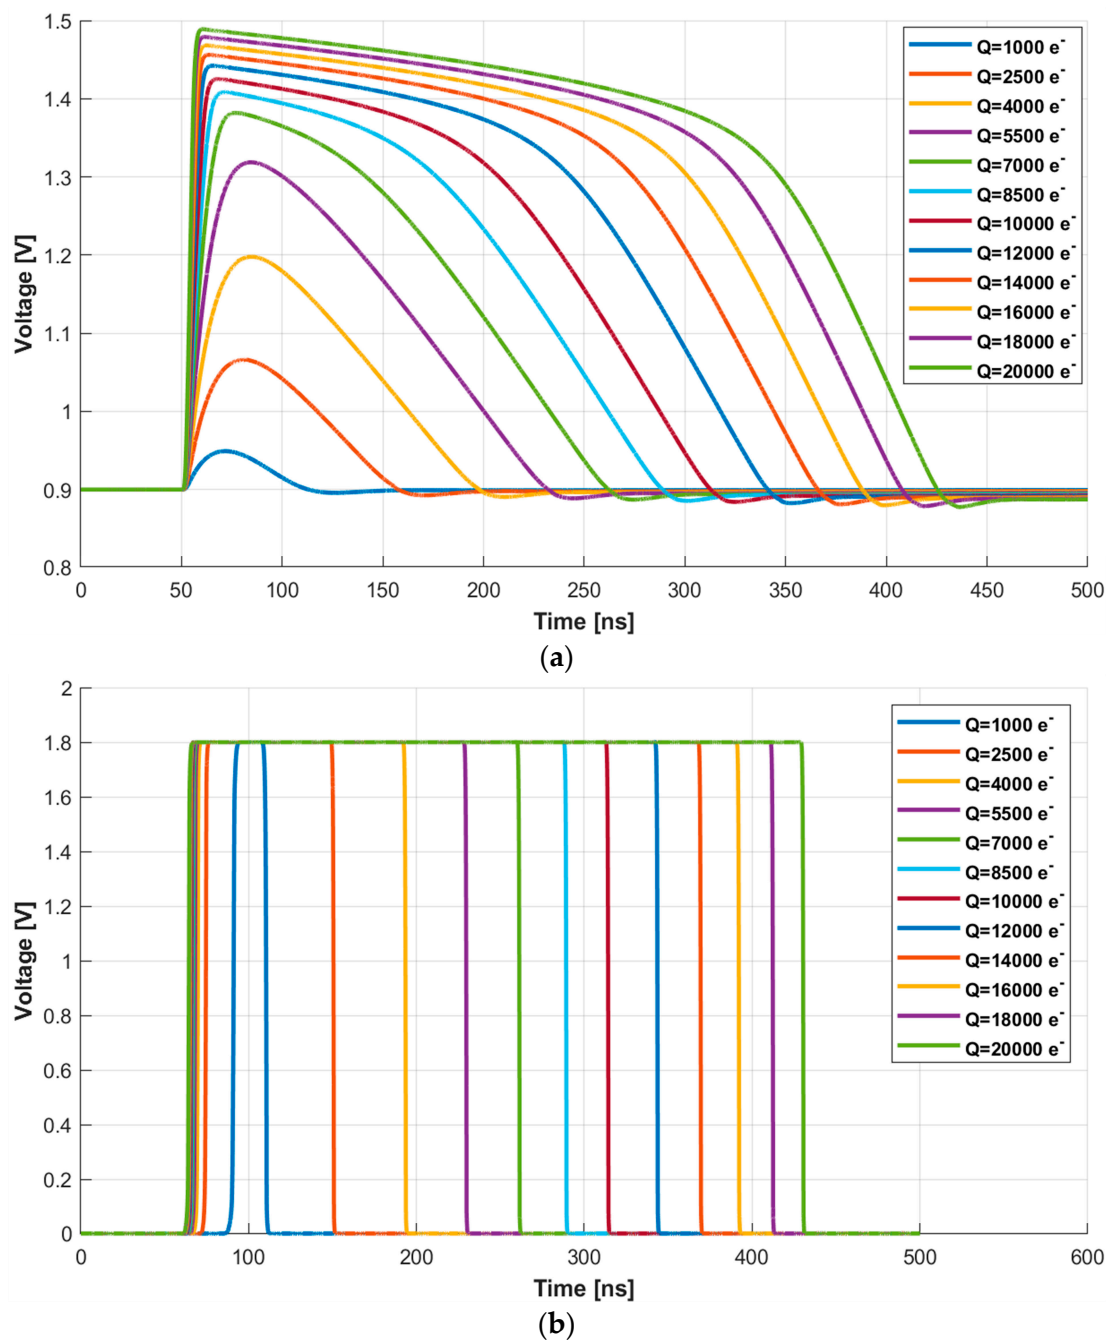 1.5
1.4
1.3
1.2
1.1
1
0.9
0.8
Voltage [V]
Q=1000 e-
Q=2500 e-
Q=4000 e-
Q=5500 e-
Q=7000 e-
Q=8500 e-
Q=10000 e-
Q=12000 e-
Q=14000 e-
Q=16000 e-
Q=18000 e-
Q=20000 e-
0 50 100 150 200 250 300 350 400 450 500
Time [ns]
(a)
2
1.8
1.6
1.4
1.2
1
0.8
0.6
0.4
0.2
0
Voltage [V]
Q=1000 e-
Q=2500 e-
Q=4000 e-
Q=5500 e-
Q=7000 e-
Q=8500 e-
Q=10000 e-
Q=12000 e-
Q=14000 e-
Q=16000 e-
Q=18000 e-
Q=20000 e-
0 100 200 300 400 500 600
Time [ns]
(b)